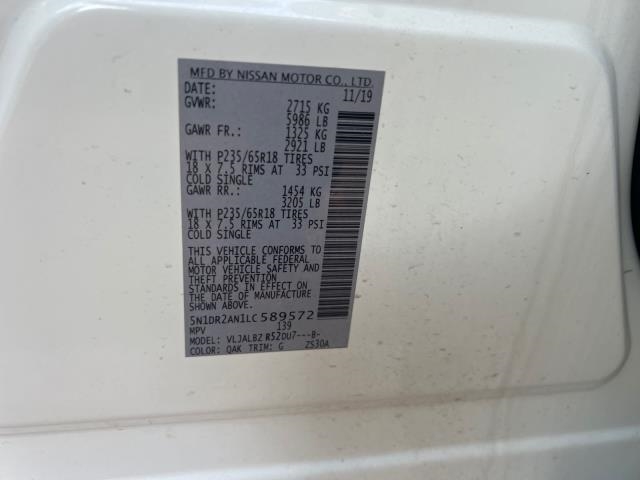 MFD BY NISSAN MOTOR CO., LTD.
DATE: 11/19
GVWR: 2715 KG
5986 LB
GAWR FR.: 1325 KG
2921 LB
WITH P235/65R18 TIRES
18 X 7.5 RIMS AT 33 PSI
COLD SINGLE
GAWR RR.: 1454 KG
3205 LB
WITH P235/65R18 TIRES
18 X 7.5 RIMS AT 33 PSI
COLD SINGLE
THIS VEHICLE CONFORMS TO
ALL APPLICABLE FEDERAL
MOTOR VEHICLE SAFETY AND
THEFT PREVENTION
STANDARDS IN EFFECT ON
THE DATE OF MANUFACTURE
SHOWN ABOVE.
5N1DR2AN1LC589572
MPV 139
MODEL: VLJALBZ R52DU7---B-
COLOR: QAK TRIM: G ZS30A